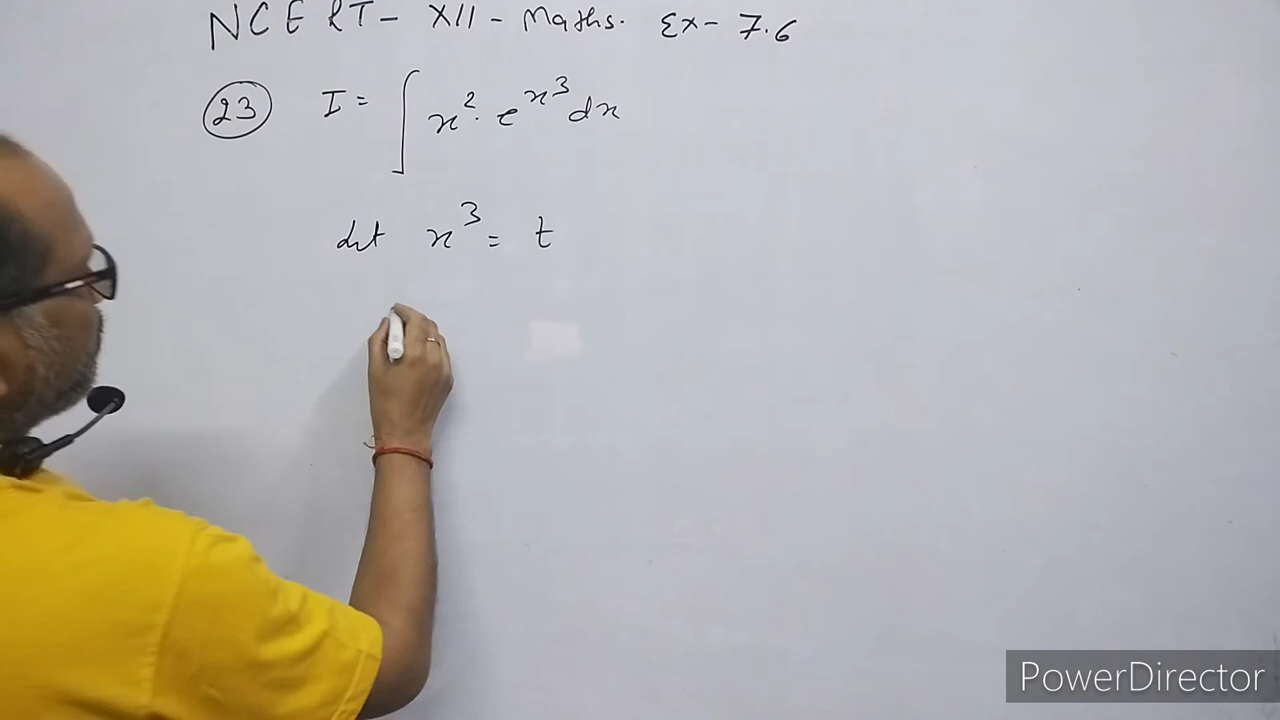 NCERT - XII - Maths. Ex - 7.6
23 I = ∫ x². e^x³ dx
Let x³ = t
PowerDirector